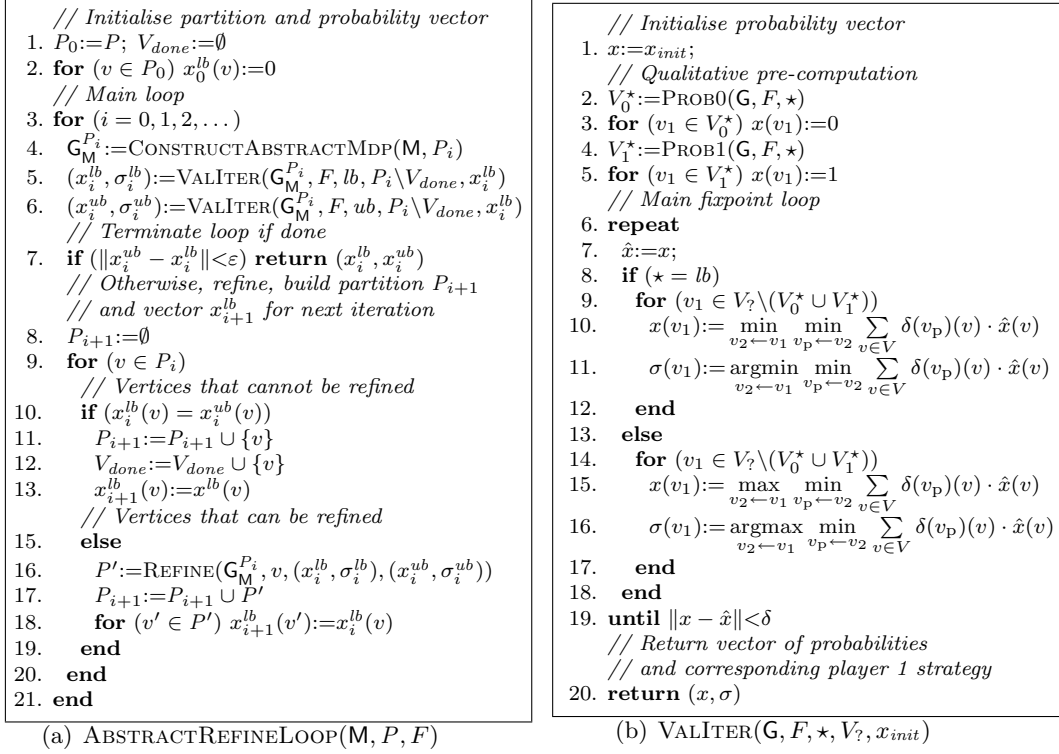 // Initialise partition and probability vector
1. P_0:=P; V_done:=∅
2. for (v ∈ P_0) x_0^lb(v):=0
// Main loop
3. for (i = 0, 1, 2, . . . )
4. G_M^{P_i}:=CONSTRUCTABSTRACTMDP(M, P_i)
5. (x_i^lb, σ_i^lb):=VALITER(G_M^{P_i}, F, lb, P_i\V_done, x_i^lb)
6. (x_i^ub, σ_i^ub):=VALITER(G_M^{P_i}, F, ub, P_i\V_done, x_i^lb)
// Terminate loop if done
7. if (‖x_i^ub − x_i^lb‖<ε) return (x_i^lb, x_i^ub)
// Otherwise, refine, build partition P_{i+1}
// and vector x_{i+1}^lb for next iteration
8. P_{i+1}:=∅
9. for (v ∈ P_i)
// Vertices that cannot be refined
10. if (x_i^lb(v) = x_i^ub(v))
11. P_{i+1}:=P_{i+1} ∪ {v}
12. V_done:=V_done ∪ {v}
13. x_{i+1}^lb(v):=x^lb(v)
// Vertices that can be refined
15. else
16. P′:=REFINE(G_M^{P_i}, v, (x_i^lb, σ_i^lb), (x_i^ub, σ_i^ub))
17. P_{i+1}:=P_{i+1} ∪ P′
18. for (v′ ∈ P′) x_{i+1}^lb(v′):=x_i^lb(v)
19. end
20. end
21. end
(a) ABSTRACTREFINELOOP(M, P, F)
// Initialise probability vector
1. x:=x_init;
// Qualitative pre-computation
2. V_0^⋆:=PROB0(G, F, ⋆)
3. for (v_1 ∈ V_0^⋆) x(v_1):=0
4. V_1^⋆:=PROB1(G, F, ⋆)
5. for (v_1 ∈ V_1^⋆) x(v_1):=1
// Main fixpoint loop
6. repeat
7. x̂:=x;
8. if (⋆ = lb)
9. for (v_1 ∈ V_?\(V_0^⋆ ∪ V_1^⋆))
10. x(v_1):= min_{v_2←v_1} min_{v_p←v_2} ∑_{v∈V} δ(v_p)(v) · x̂(v)
11. σ(v_1):= argmin_{v_2←v_1} min_{v_p←v_2} ∑_{v∈V} δ(v_p)(v) · x̂(v)
12. end
13. else
14. for (v_1 ∈ V_?\(V_0^⋆ ∪ V_1^⋆))
15. x(v_1):= max_{v_2←v_1} min_{v_p←v_2} ∑_{v∈V} δ(v_p)(v) · x̂(v)
16. σ(v_1):= argmax_{v_2←v_1} min_{v_p←v_2} ∑_{v∈V} δ(v_p)(v) · x̂(v)
17. end
18. end
19. until ‖x − x̂‖<δ
// Return vector of probabilities
// and corresponding player 1 strategy
20. return (x, σ)
(b) VALITER(G, F, ⋆, V_?, x_init)